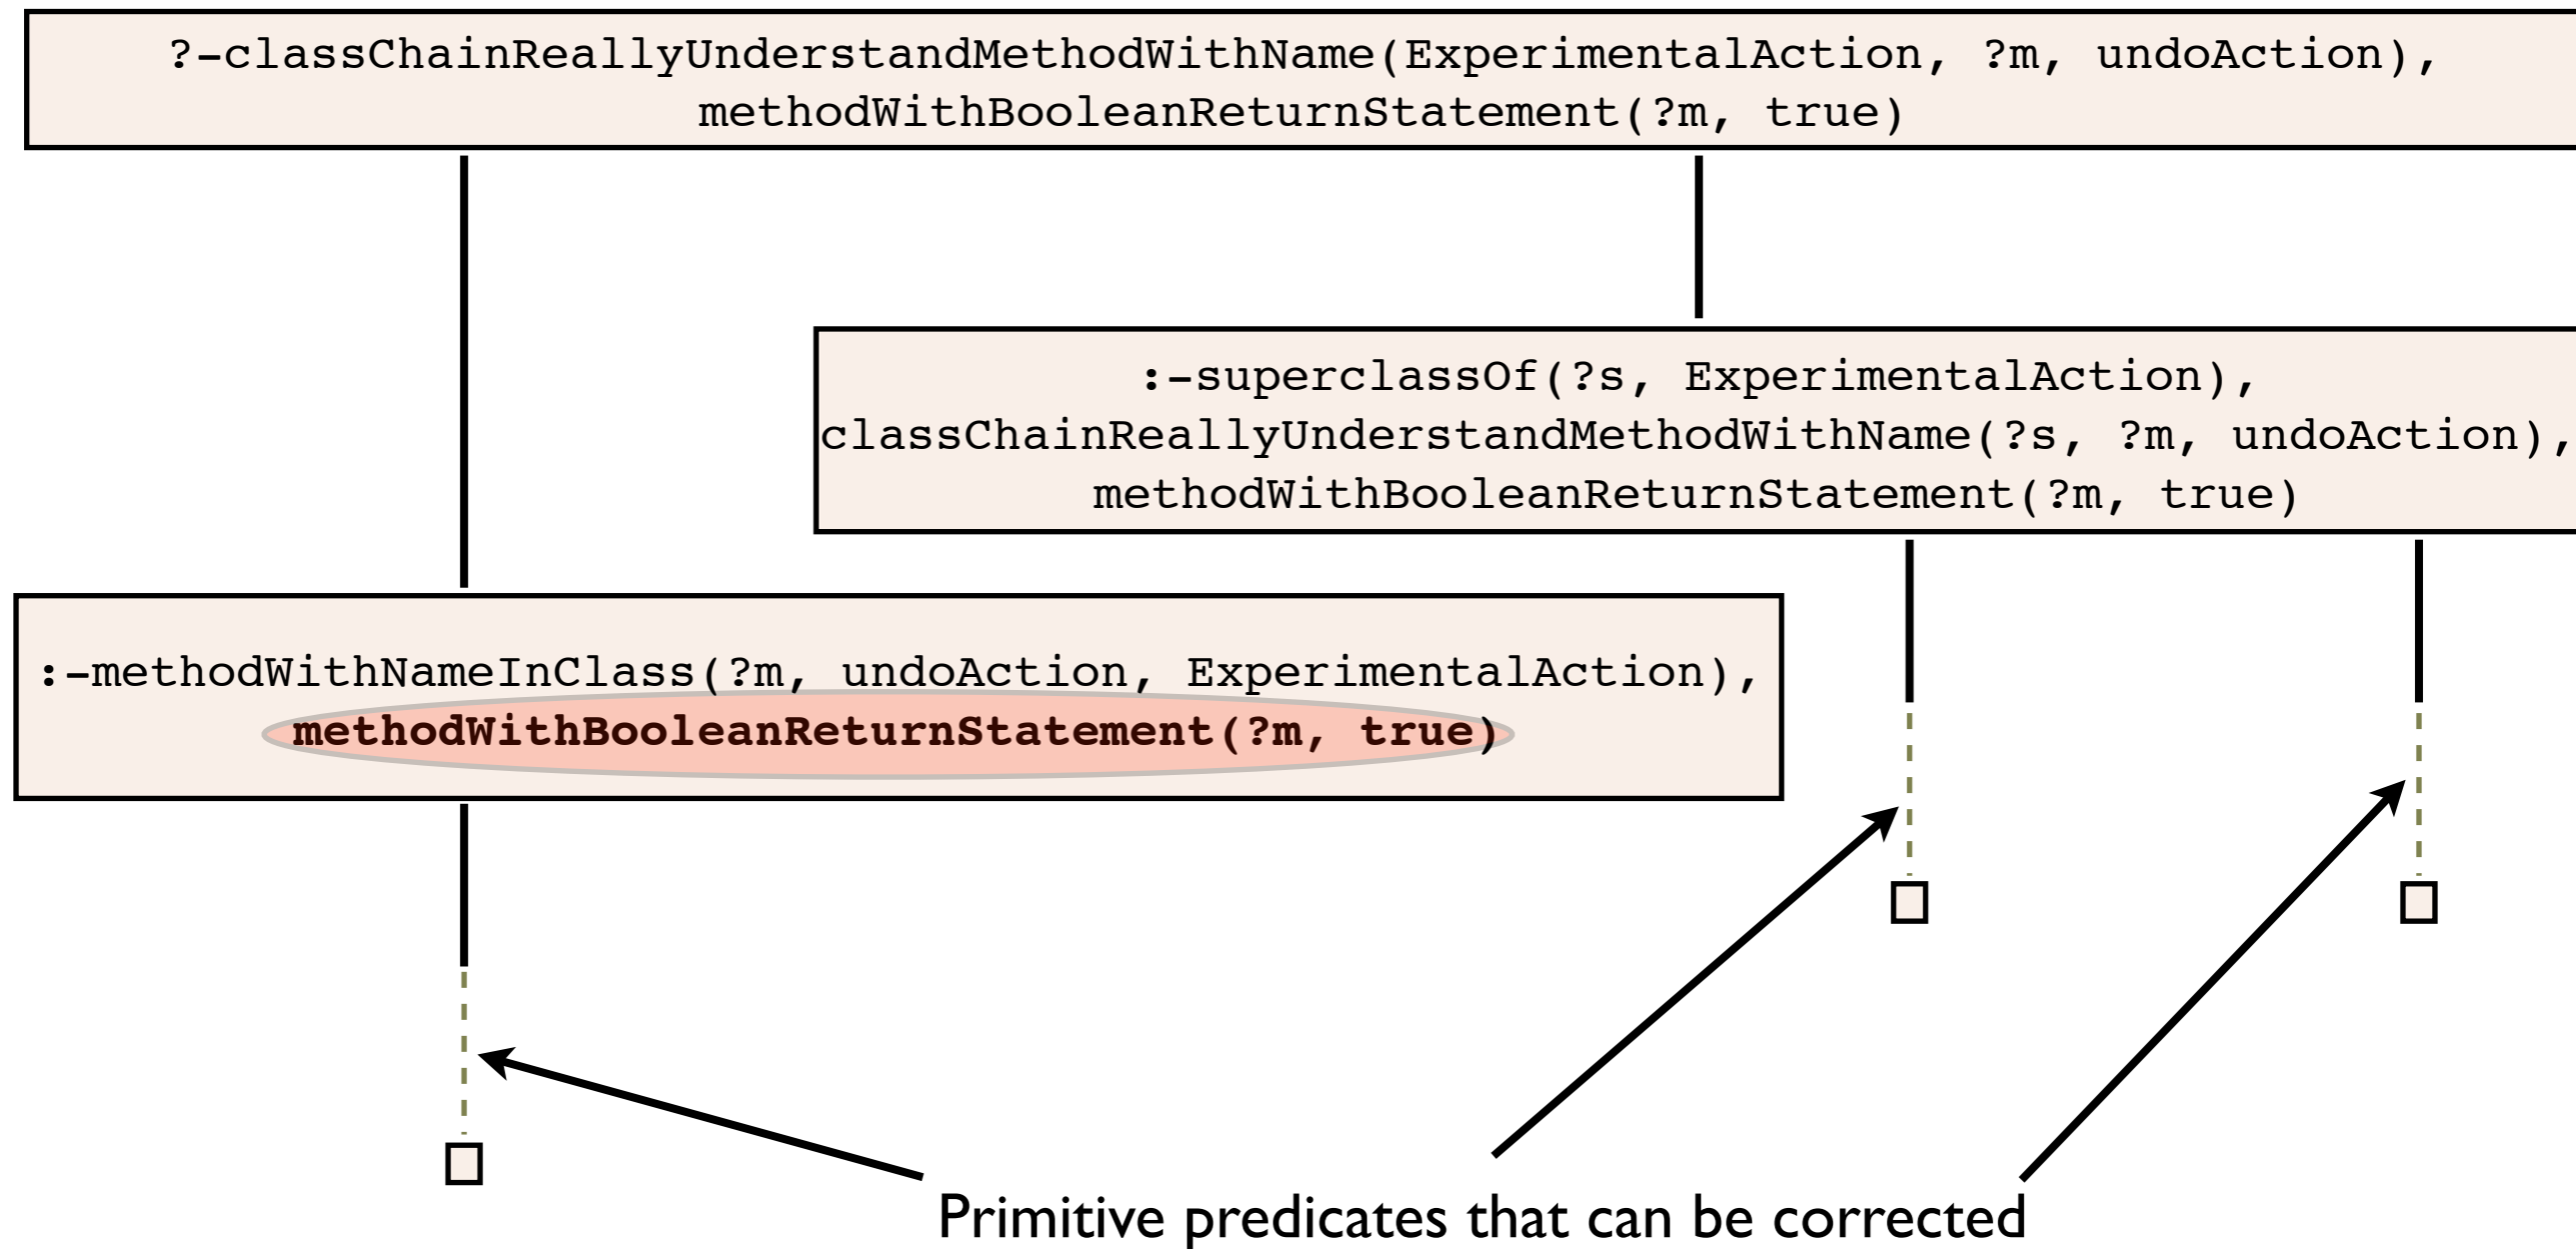 ?-classChainReallyUnderstandMethodWithName(ExperimentalAction, ?m, undoAction),
methodWithBooleanReturnStatement(?m, true)
:-superclassOf(?s, ExperimentalAction),
classChainReallyUnderstandMethodWithName(?s, ?m, undoAction),
methodWithBooleanReturnStatement(?m, true)
:-methodWithNameInClass(?m, undoAction, ExperimentalAction),
methodWithBooleanReturnStatement(?m, true)
Primitive predicates that can be corrected